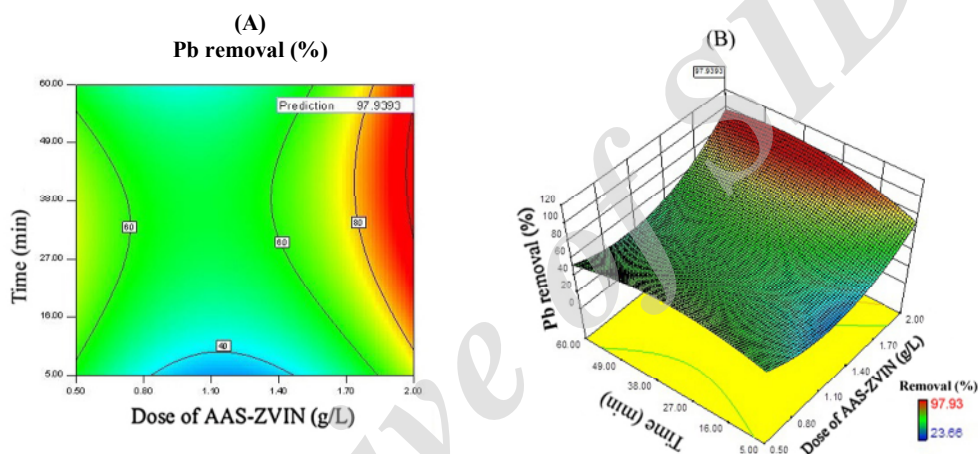 (A)
Pb removal (%)
60.00
49.00
38.00
27.00
16.00
5.00
Time (min)
Prediction 97.9393
60
60
80
40
0.50 0.80 1.10 1.40 1.70 2.00
Dose of AAS-ZVIN (g/L)
(B)
97.9393
120
100
80
60
40
20
0
Pb removal (%)
60.00
49.00
38.00
27.00
16.00
5.00
Time (min)
2.00
1.70
1.40
1.10
0.80
0.50
Dose of AAS-ZVIN (g/L)
Removal (%)
97.93
23.66
ive of SID